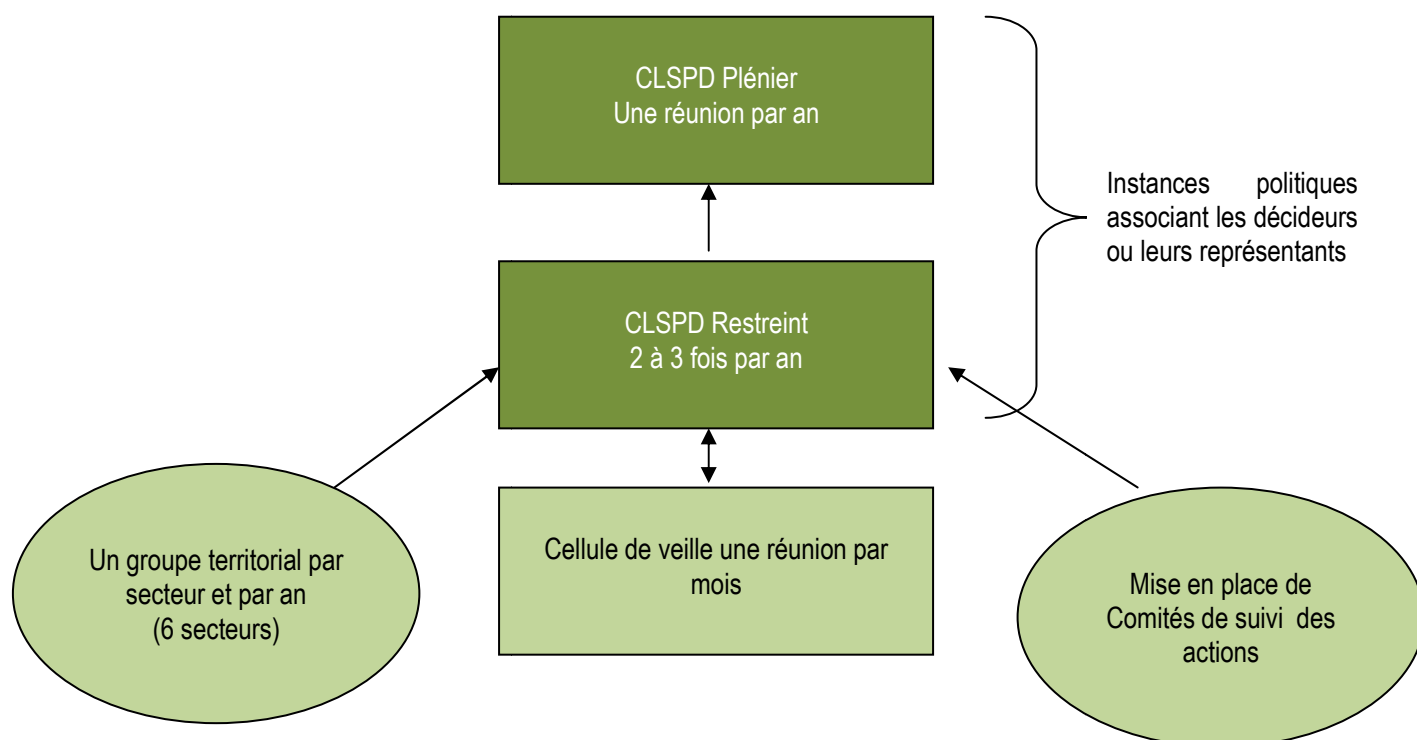 CLSPD Plénier
Une réunion par an
Instances politiques
associant les décideurs
ou leurs représentants
CLSPD Restreint
2 à 3 fois par an
Un groupe territorial par
secteur et par an
(6 secteurs)
Cellule de veille une réunion par
mois
Mise en place de
Comités de suivi des
actions